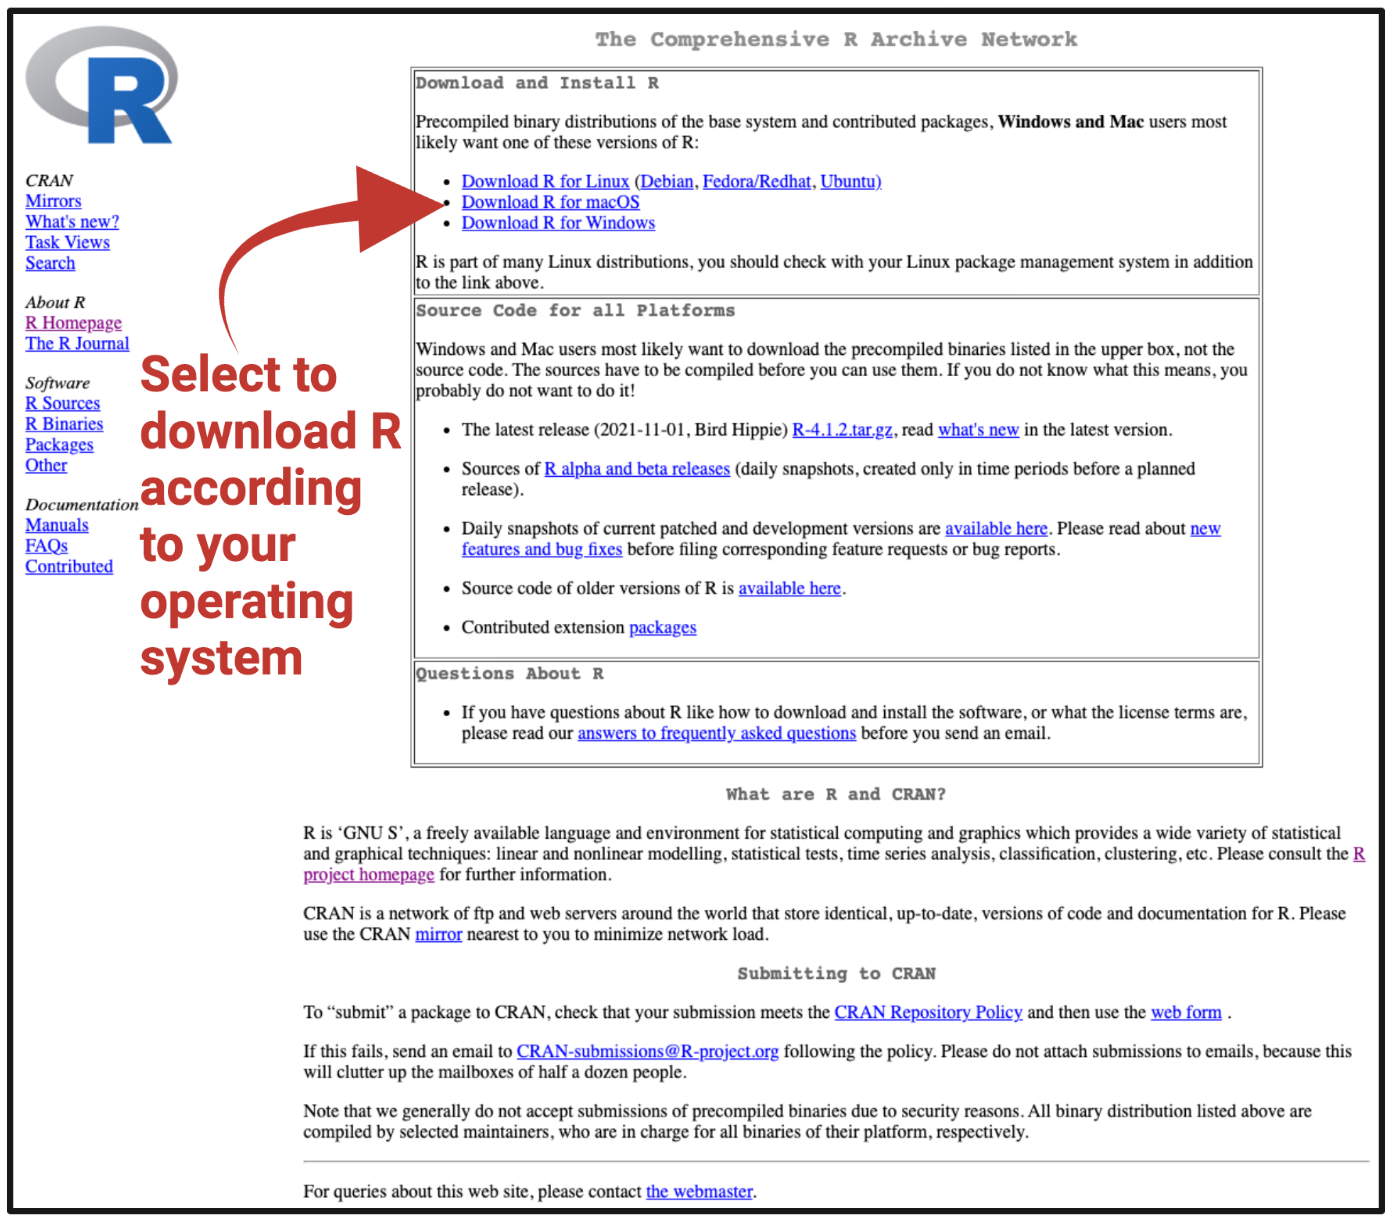 The Comprehensive R Archive Network
R
CRAN
Mirrors
What's new?
Task Views
Search
About R
R Homepage
The R Journal
Software
R Sources
R Binaries
Packages
Other
Documentation
Manuals
FAQs
Contributed
Select to
download R
according
to your
operating
system
Download and Install R
Precompiled binary distributions of the base system and contributed packages, Windows and Mac users most
likely want one of these versions of R:
• Download R for Linux (Debian, Fedora/Redhat, Ubuntu)
• Download R for macOS
• Download R for Windows
R is part of many Linux distributions, you should check with your Linux package management system in addition
to the link above.
Source Code for all Platforms
Windows and Mac users most likely want to download the precompiled binaries listed in the upper box, not the
source code. The sources have to be compiled before you can use them. If you do not know what this means, you
probably do not want to do it!
• The latest release (2021-11-01, Bird Hippie) R-4.1.2.tar.gz, read what's new in the latest version.
• Sources of R alpha and beta releases (daily snapshots, created only in time periods before a planned
release).
• Daily snapshots of current patched and development versions are available here. Please read about new
features and bug fixes before filing corresponding feature requests or bug reports.
• Source code of older versions of R is available here.
• Contributed extension packages
Questions About R
• If you have questions about R like how to download and install the software, or what the license terms are,
please read our answers to frequently asked questions before you send an email.
What are R and CRAN?
R is ‘GNU S’, a freely available language and environment for statistical computing and graphics which provides a wide variety of statistical
and graphical techniques: linear and nonlinear modelling, statistical tests, time series analysis, classification, clustering, etc. Please consult the R
project homepage for further information.
CRAN is a network of ftp and web servers around the world that store identical, up-to-date, versions of code and documentation for R. Please
use the CRAN mirror nearest to you to minimize network load.
Submitting to CRAN
To “submit” a package to CRAN, check that your submission meets the CRAN Repository Policy and then use the web form .
If this fails, send an email to CRAN-submissions@R-project.org following the policy. Please do not attach submissions to emails, because this
will clutter up the mailboxes of half a dozen people.
Note that we generally do not accept submissions of precompiled binaries due to security reasons. All binary distribution listed above are
compiled by selected maintainers, who are in charge for all binaries of their platform, respectively.
For queries about this web site, please contact the webmaster.